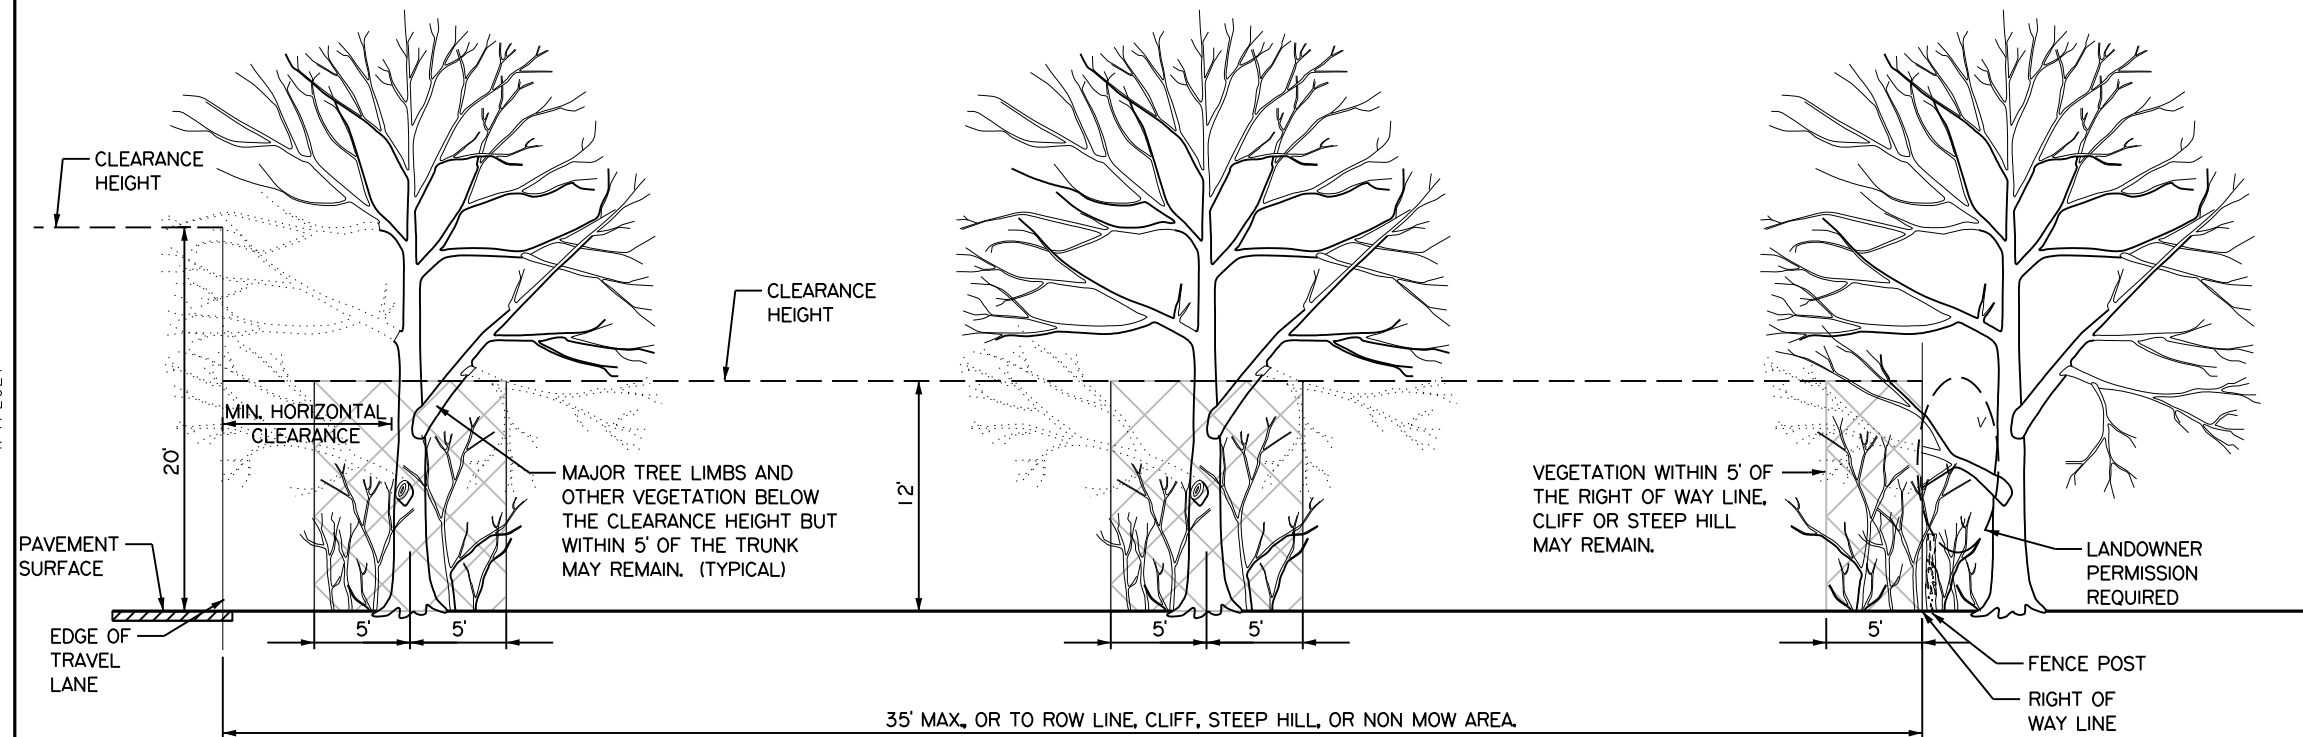 CLEARANCE
HEIGHT
CLEARANCE
HEIGHT
MIN. HORIZONTAL
CLEARANCE
20'
12'
MAJOR TREE LIMBS AND
OTHER VEGETATION BELOW
THE CLEARANCE HEIGHT BUT
WITHIN 5' OF THE TRUNK
MAY REMAIN. (TYPICAL)
VEGETATION WITHIN 5' OF
THE RIGHT OF WAY LINE,
CLIFF OR STEEP HILL
MAY REMAIN.
PAVEMENT
SURFACE
LANDOWNER
PERMISSION
REQUIRED
EDGE OF
TRAVEL
LANE
5' 5'
5' 5'
5'
FENCE POST
RIGHT OF
WAY LINE
35' MAX., OR TO ROW LINE, CLIFF, STEEP HILL, OR NON MOW AREA.